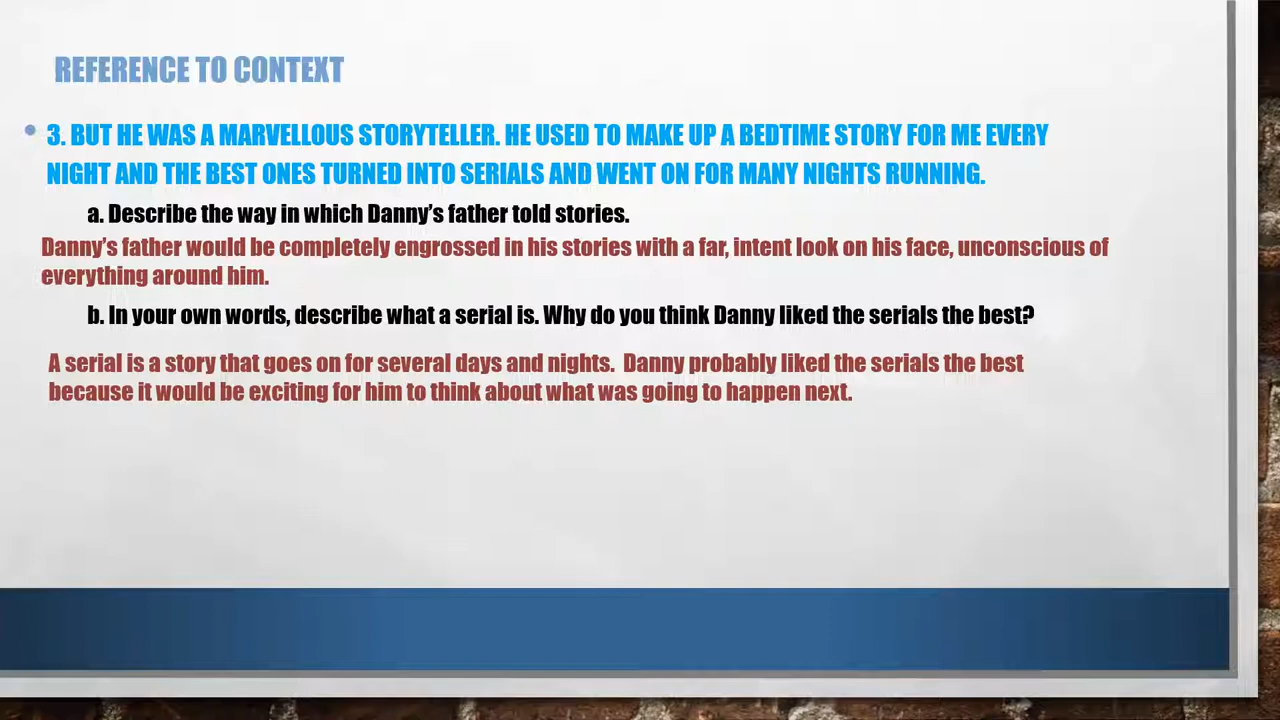 REFERENCE TO CONTEXT
• 3. BUT HE WAS A MARVELLOUS STORYTELLER. HE USED TO MAKE UP A BEDTIME STORY FOR ME EVERY
NIGHT AND THE BEST ONES TURNED INTO SERIALS AND WENT ON FOR MANY NIGHTS RUNNING.
a. Describe the way in which Danny’s father told stories.
Danny’s father would be completely engrossed in his stories with a far, intent look on his face, unconscious of
everything around him.
b. In your own words, describe what a serial is. Why do you think Danny liked the serials the best?
A serial is a story that goes on for several days and nights.  Danny probably liked the serials the best
because it would be exciting for him to think about what was going to happen next.